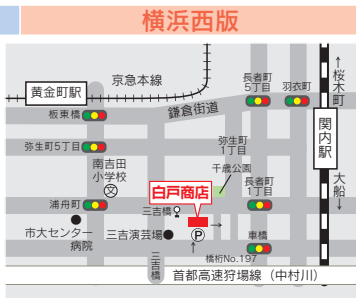 横浜西版
黄金町駅
京急本線
長者町
5丁目
羽衣町
←桜木町
板東橋
鎌倉街道
関内駅
弥生町5丁目
弥生町
1丁目
南吉田
小学校
文
千歳公園
大船→
白戸商店
長者町
1丁目
浦舟町
三吉橋
市大センター
病院
三吉演芸場
P
車橋
橋桁No.197
三吉橋
首都高速狩場線（中村川）